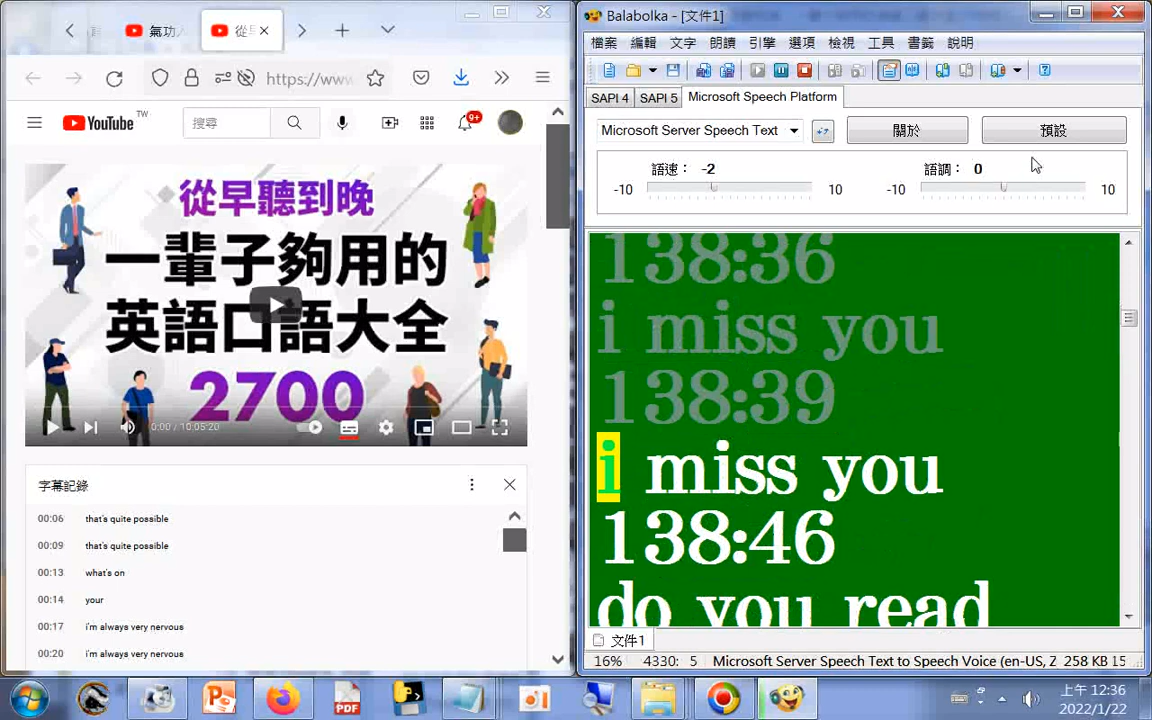 氣功
從
https://www
YouTube TW
搜尋
9+
從早聽到晚
一輩子夠用的
英語口語大全
2700
0:00 / 10:05:20
字幕記錄
00:06 that's quite possible
00:09 that's quite possible
00:13 what's on
00:14 your
00:17 i'm always very nervous
00:20 i'm always very nervous
Balabolka - [文件1]
檔案 編輯 文字 朗讀 引擎 選項 檢視 工具 書籤 說明
SAPI 4 SAPI 5 Microsoft Speech Platform
Microsoft Server Speech Text
關於
預設
語速： -2
-10 10
語調： 0
-10 10
138:36
i miss you
138:39
i miss you
138:46
do you read
文件1
16% 4330: 5 Microsoft Server Speech Text to Speech Voice (en-US, Z 258 KB 15
PDF
上午 12:36
2022/1/22